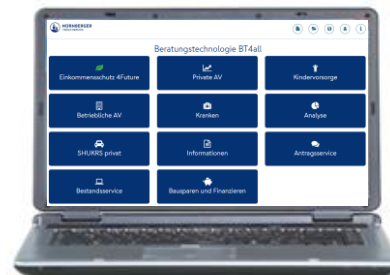 NÜRNBERGER
Beratungstechnologie BT4all
Einkommensschutz 4Future
Private AV
Kindervorsorge
Betriebliche AV
Kranken
Analyse
SHUKRS privat
Informationen
Antragsservice
Bestandsservice
Bausparen und Finanzieren